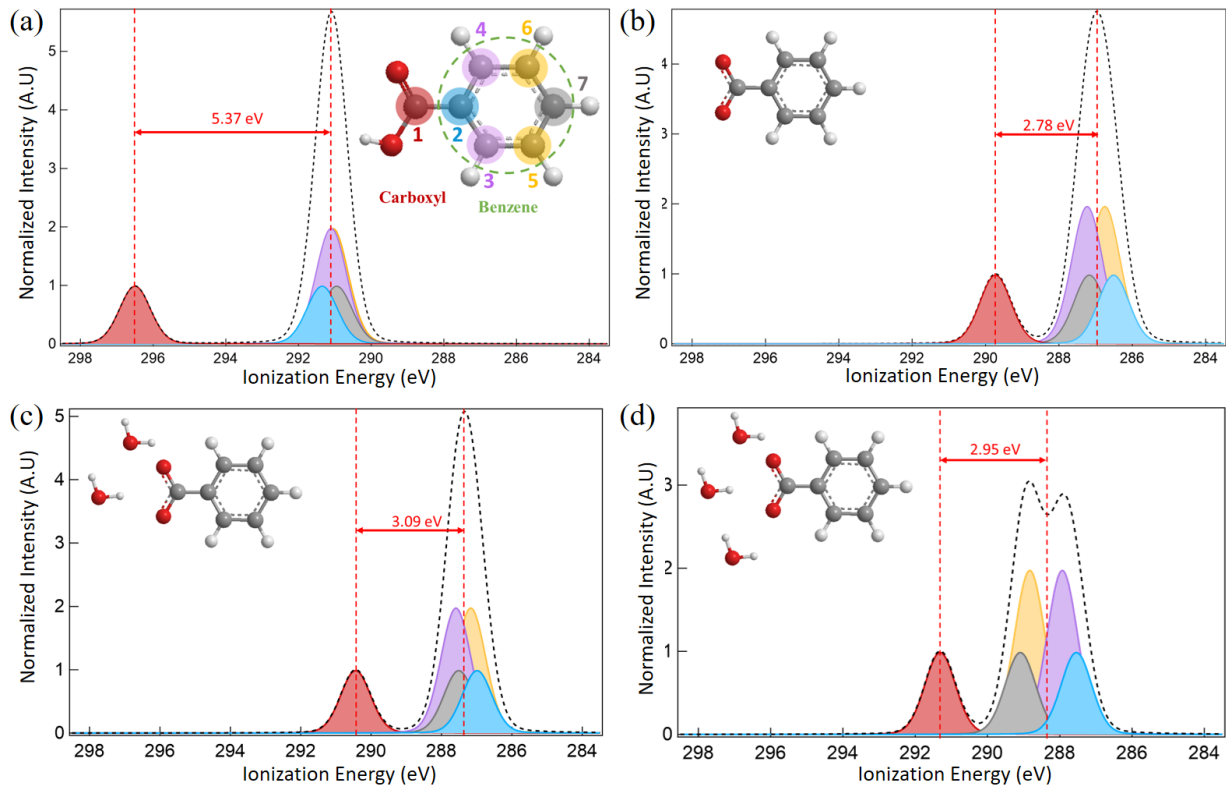 (a)
5
4
3
2
1
0
Normalized Intensity (A.U)
5.37 eV
4
6
7
1
2
3
5
Carboxyl
Benzene
298 296 294 291 290 288 286 284
Ionization Energy (eV)
(b)
4
3
2
1
0
Normalized Intensity (A.U)
2.78 eV
298 296 294 291 290 288 286 284
Ionization Energy (eV)
(c)
5
4
3
2
1
0
Normalized Intensity (A.U)
3.09 eV
298 296 294 291 290 288 286 284
Ionization Energy (eV)
(d)
3
2
1
0
Normalized Intensity (A.U)
2.95 eV
298 296 294 291 290 288 286 284
Ionization Energy (eV)